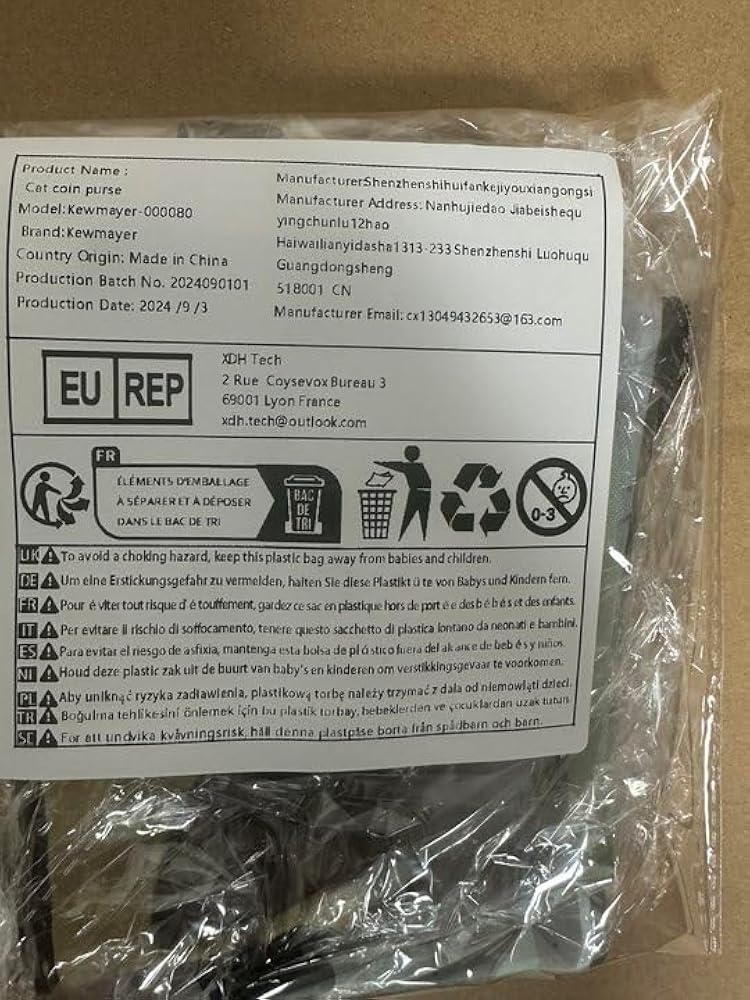 Product Name :
Cat coin purse
Model:Kewmayer-000080
Brand:Kewmayer
Country Origin: Made in China
Production Batch No. 2024090101
Production Date: 2024 /9 /3
ManufacturerShenzhenshihuifankejiyouxiangongsi
Manufacturer Address: Nanhujiedao Jiabeishequ
yingchunlu12hao
Haiwailianyidasha1313-233 Shenzhenshi Luohuqu
Guangdongsheng
518001 CN
Manufacturer Email: cx13049432653@163.com
EU REP
XDH Tech
2 Rue Coysevox Bureau 3
69001 Lyon France
xdh.tech@outlook.com
FR
ÉLÉMENTS D'EMBALLAGE
À SÉPARER ET À DÉPOSER
DANS LE BAC DE TRI
BAC
DE
TRI
0-3
UK To avoid a choking hazard, keep this plastic bag away from babies and children.
DE Um eine Erstickungsgefahr zu vermeiden, halten Sie diese Plastikt ü te von Babys und Kindern fern.
FR Pour é viter tout risque d' é touffement, gardez ce sac en plastique hors de port é e des b é b é s et des enfants.
IT Per evitare il rischio di soffocamento, tenere questo sacchetto di plastica lontano da neonati e bambini.
ES Para evitar el riesgo de asfixia, mantenga esta bolsa de pl á stico fuera del alcance de beb é s y niños.
NI Houd deze plastic zak uit de buurt van baby's en kinderen om verstikkingsgevaar te voorkomen.
PL Aby uniknąć ryzyka zadławienia, plastikową torbę należy trzymać z dala od niemowląt i dzieci.
TR Boğulma tehlikesini önlemek için bu plastik torbayı, bebeklerden ve çocuklardan uzak tutun.
SE För att undvika kvävningsrisk, håll denna plastpåse borta från spädbarn och barn.